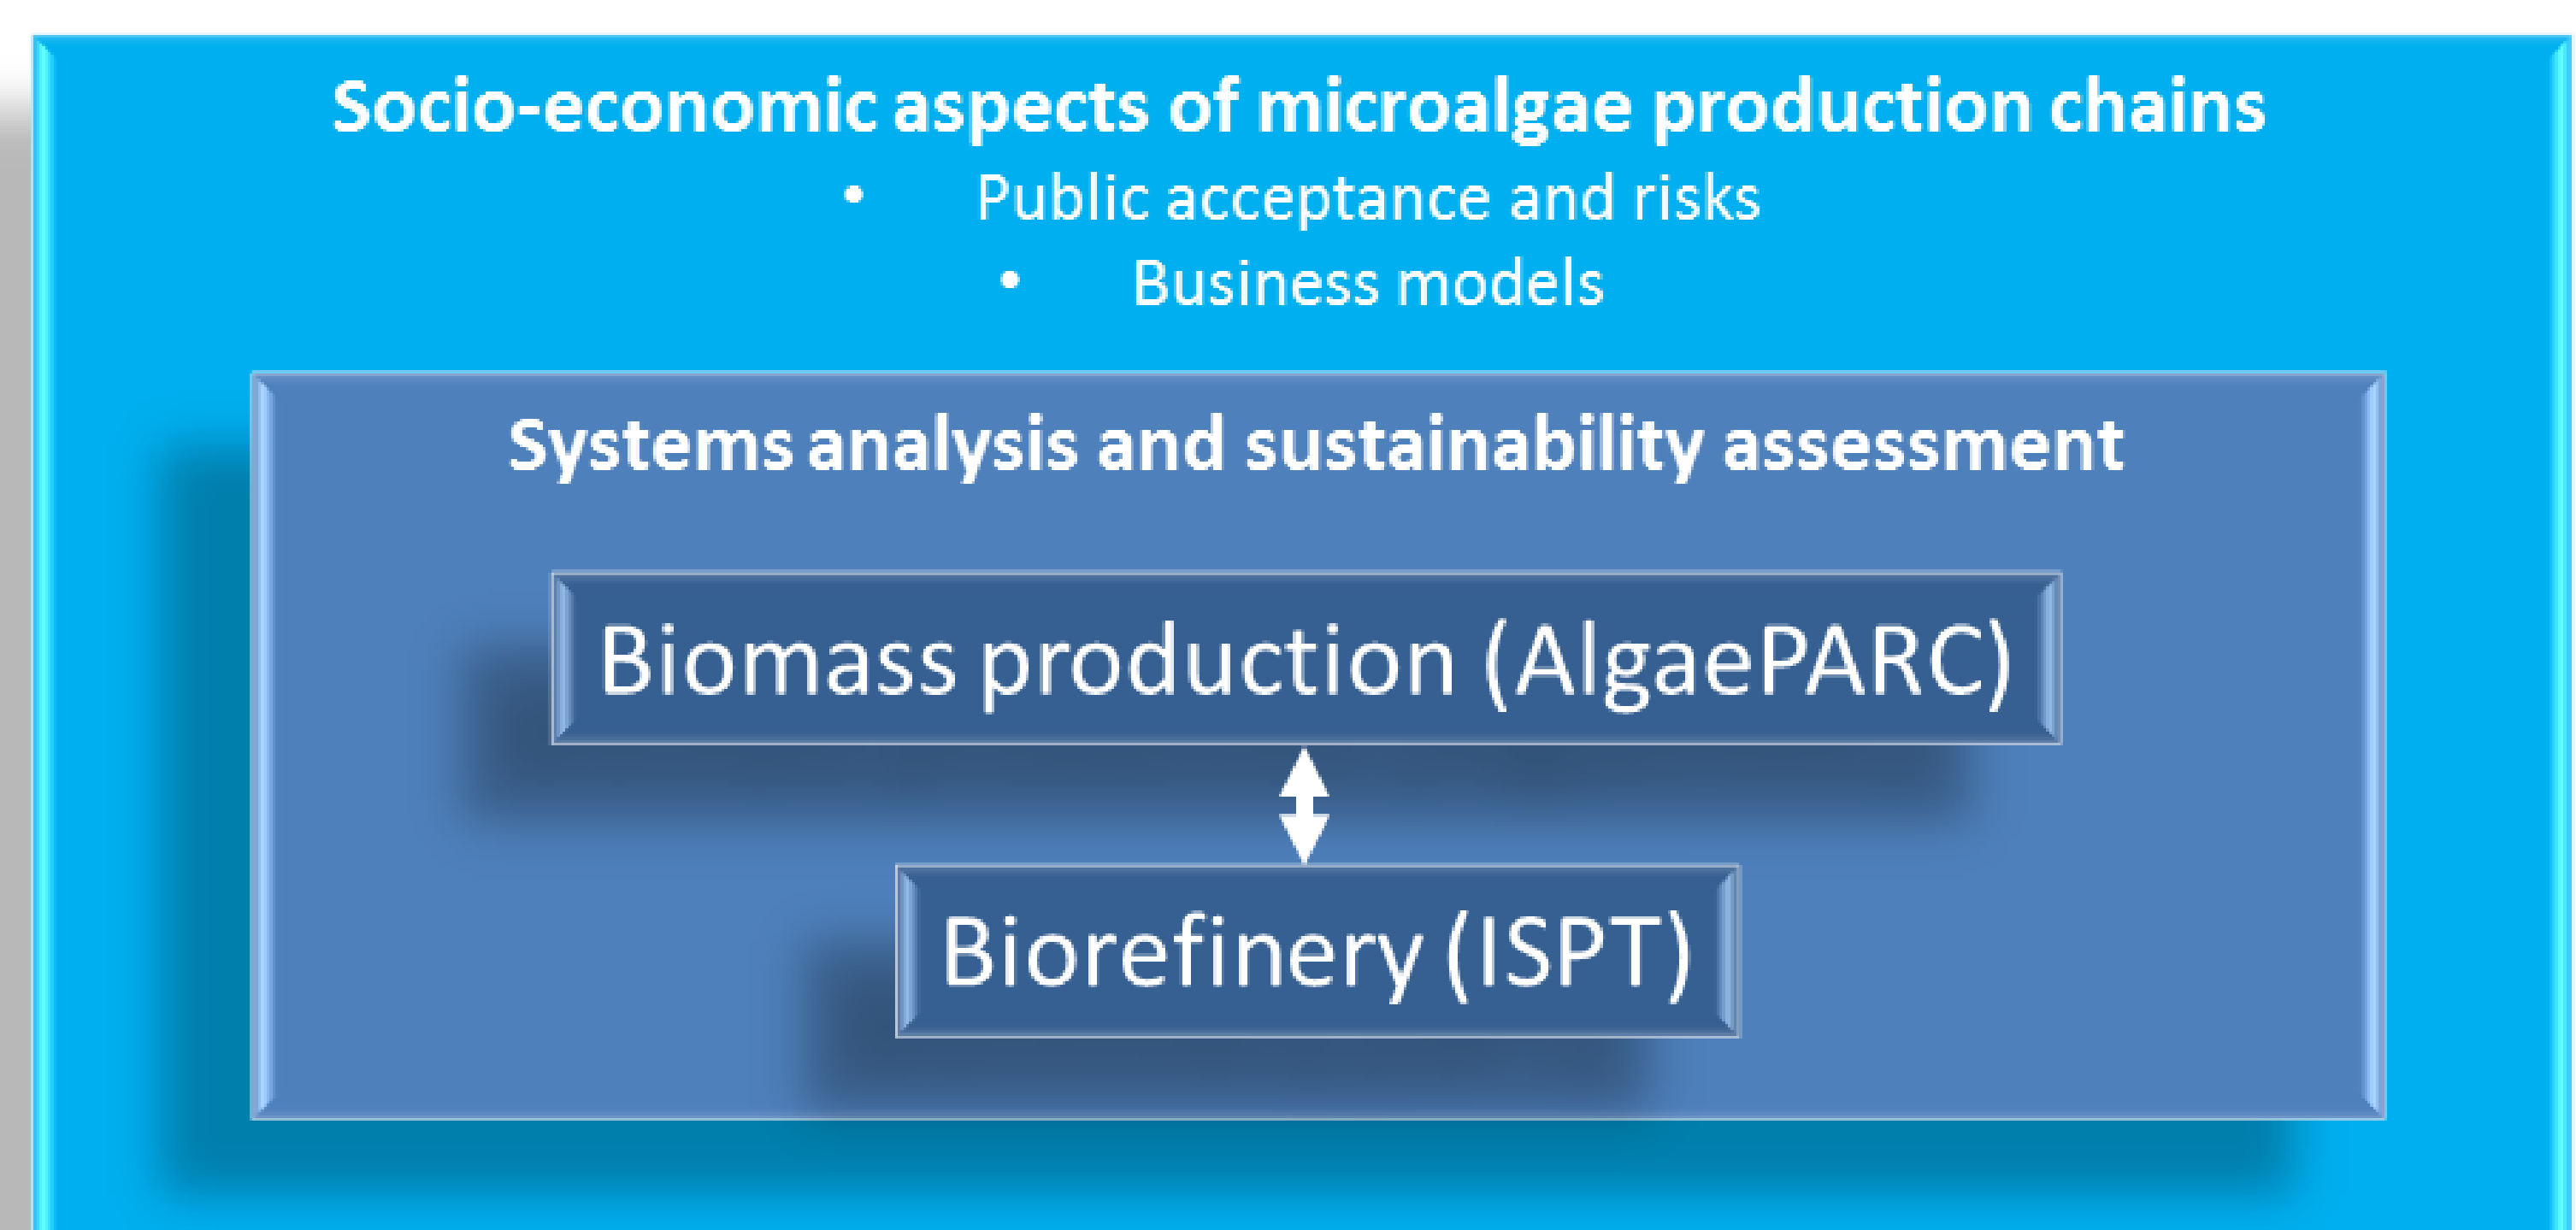 Socio-economic aspects of microalgae production chains
• Public acceptance and risks
• Business models
Systems analysis and sustainability assessment
Biomass production (AlgaePARC)
Biorefinery (ISPT)